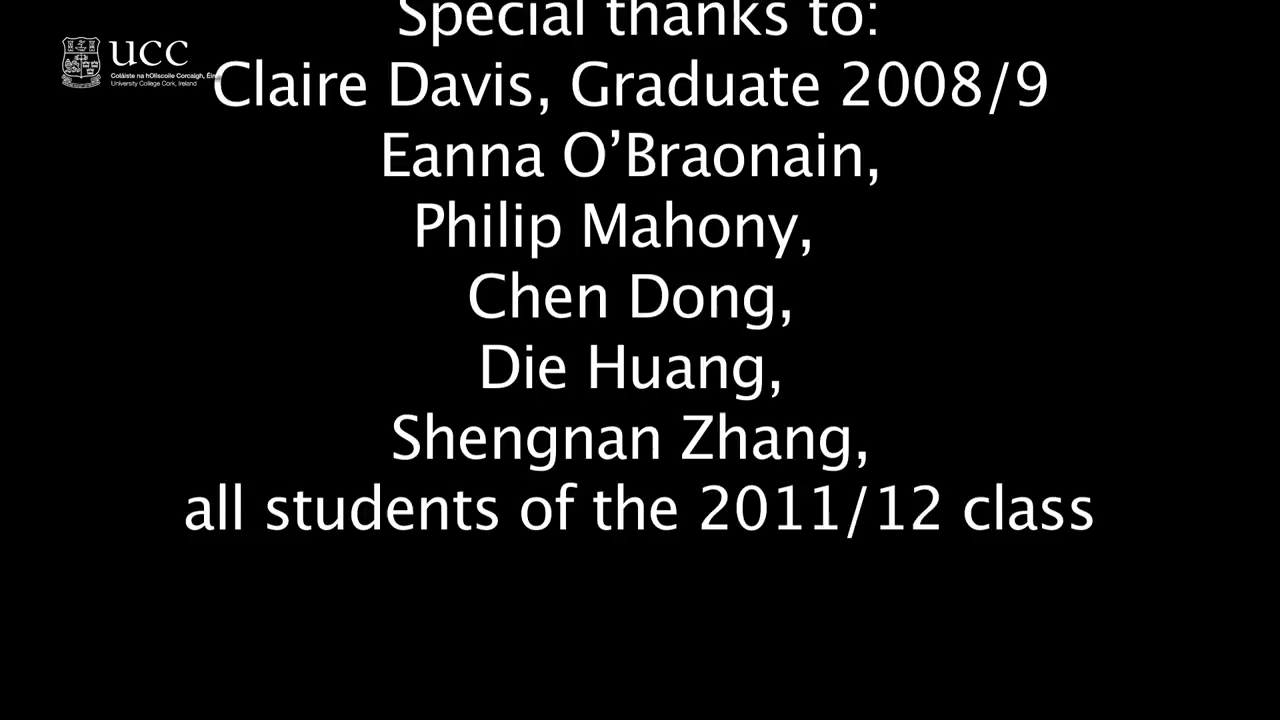 Special thanks to:
UCC
Coláiste na hOllscoile Corcaigh, Éire
University College Cork, Ireland
Claire Davis, Graduate 2008/9
Eanna O’Braonain,
Philip Mahony,
Chen Dong,
Die Huang,
Shengnan Zhang,
all students of the 2011/12 class